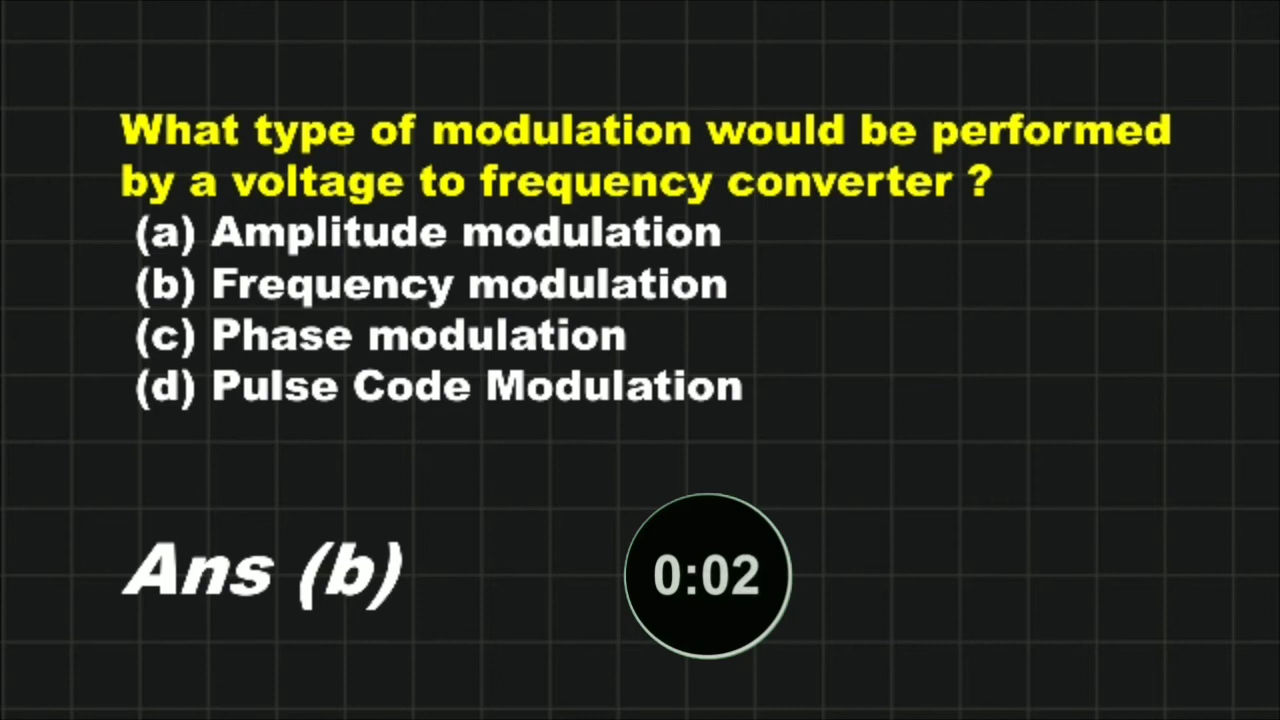 What type of modulation would be performed
by a voltage to frequency converter ?
(a) Amplitude modulation
(b) Frequency modulation
(c) Phase modulation
(d) Pulse Code Modulation
Ans (b)
0:02